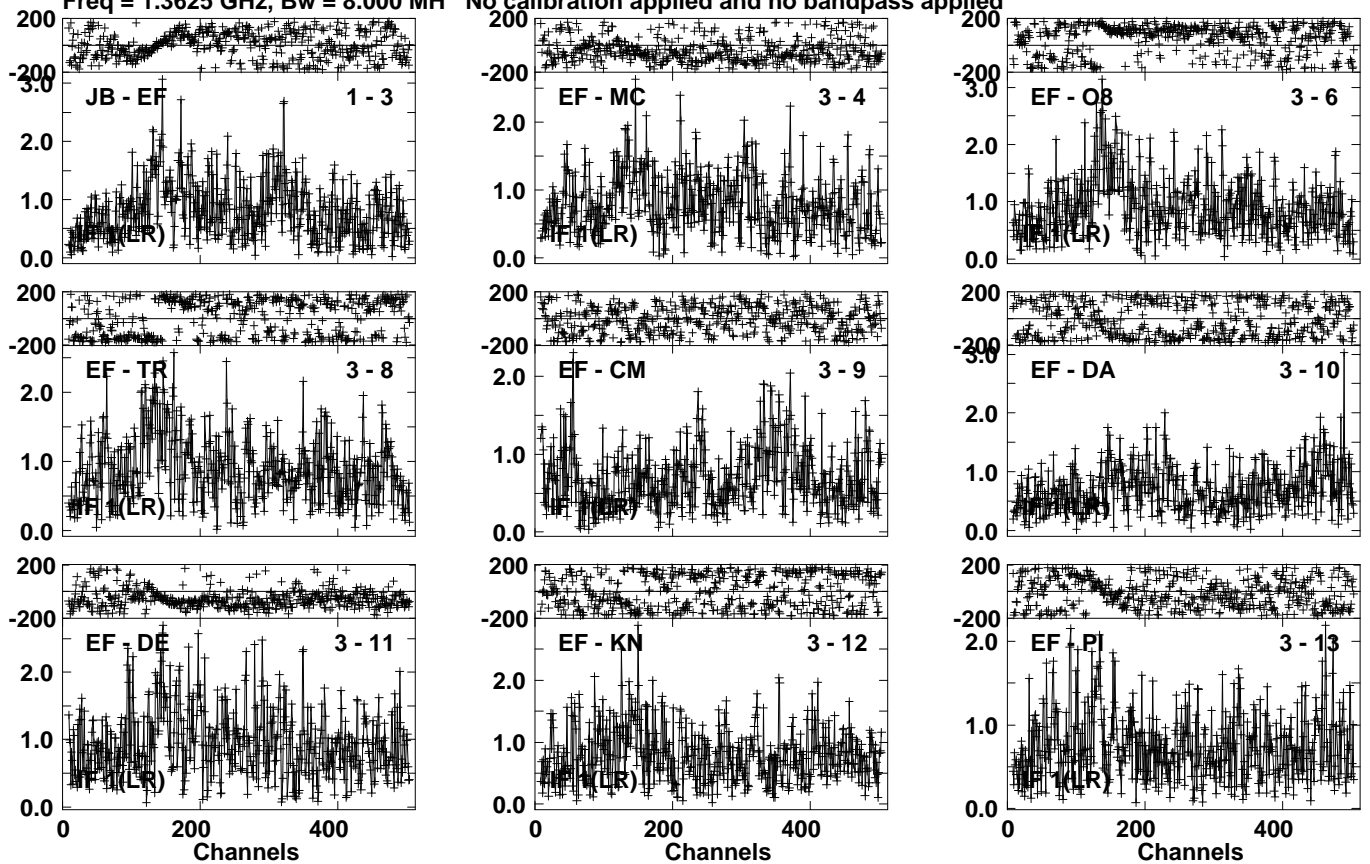 Freq = 1.3625 GHz, Bw = 8.000 MH No calibration applied and no bandpass applied
200 200 200
-200 -200 -200
3.0 3.0
JB - EF 1 - 3 EF - MC 3 - 4 EF - O8 3 - 6
2.0 2.0 2.0
1.0 1.0 1.0
IF 1(LR) IF 1(LR) IF 1(LR)
0.0 0.0 0.0
200 200 200
-200 -200 -200
3.0
EF - TR 3 - 8 EF - CM 3 - 9 EF - DA 3 - 10
2.0 2.0 2.0
1.0 1.0 1.0
IF 1(LR) IF 1(LR) IF 1(LR)
0.0 0.0 0.0
200 200 200
-200 -200 -200
EF - DE 3 - 11 EF - KN 3 - 12 EF - PI 3 - 13
2.0 2.0 2.0
1.0 1.0 1.0
IF 1(LR) IF 1(LR) IF 1(LR)
0.0 0.0 0.0
0 200 400 0 200 400 0 200 400
Channels Channels Channels